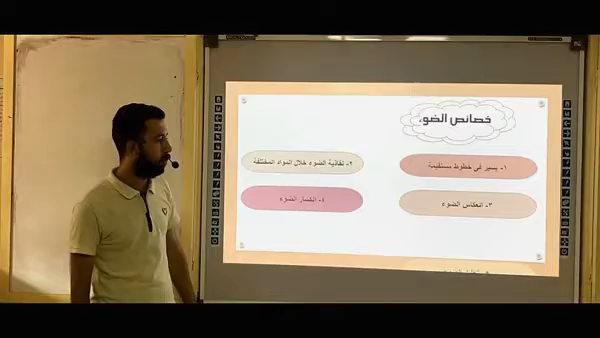 خصائص الضوء
١- يسير في خطوط مستقيمة
٢- نفاذية الضوء خلال المواد المختلفة
٣- انعكاس الضوء
٤- انكسار الضوء